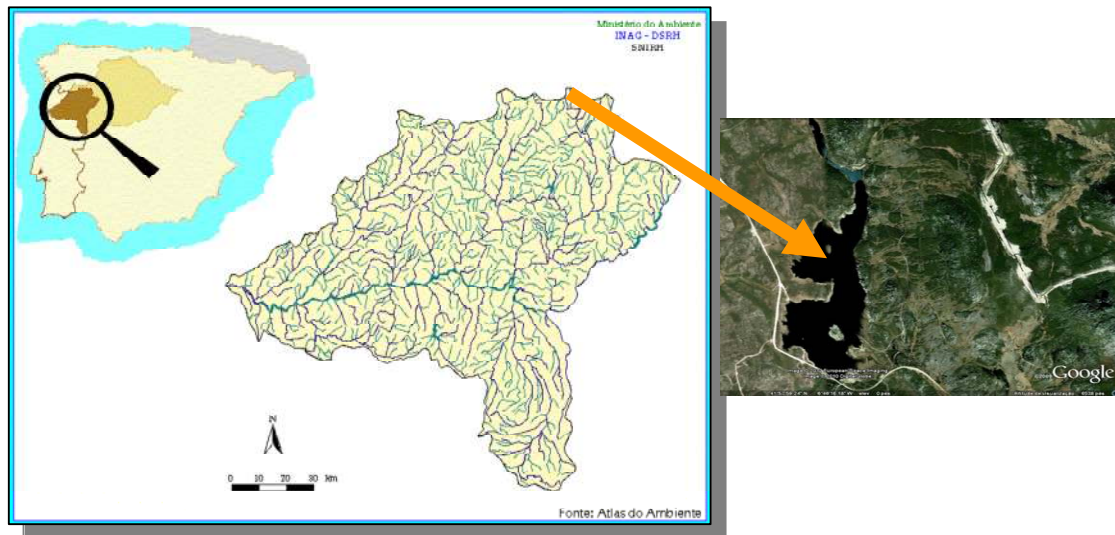 Ministério do Ambiente
INAG - DSRH
SNIRH
N
0 10 20 30 km
Fonte: Atlas do Ambiente
Google